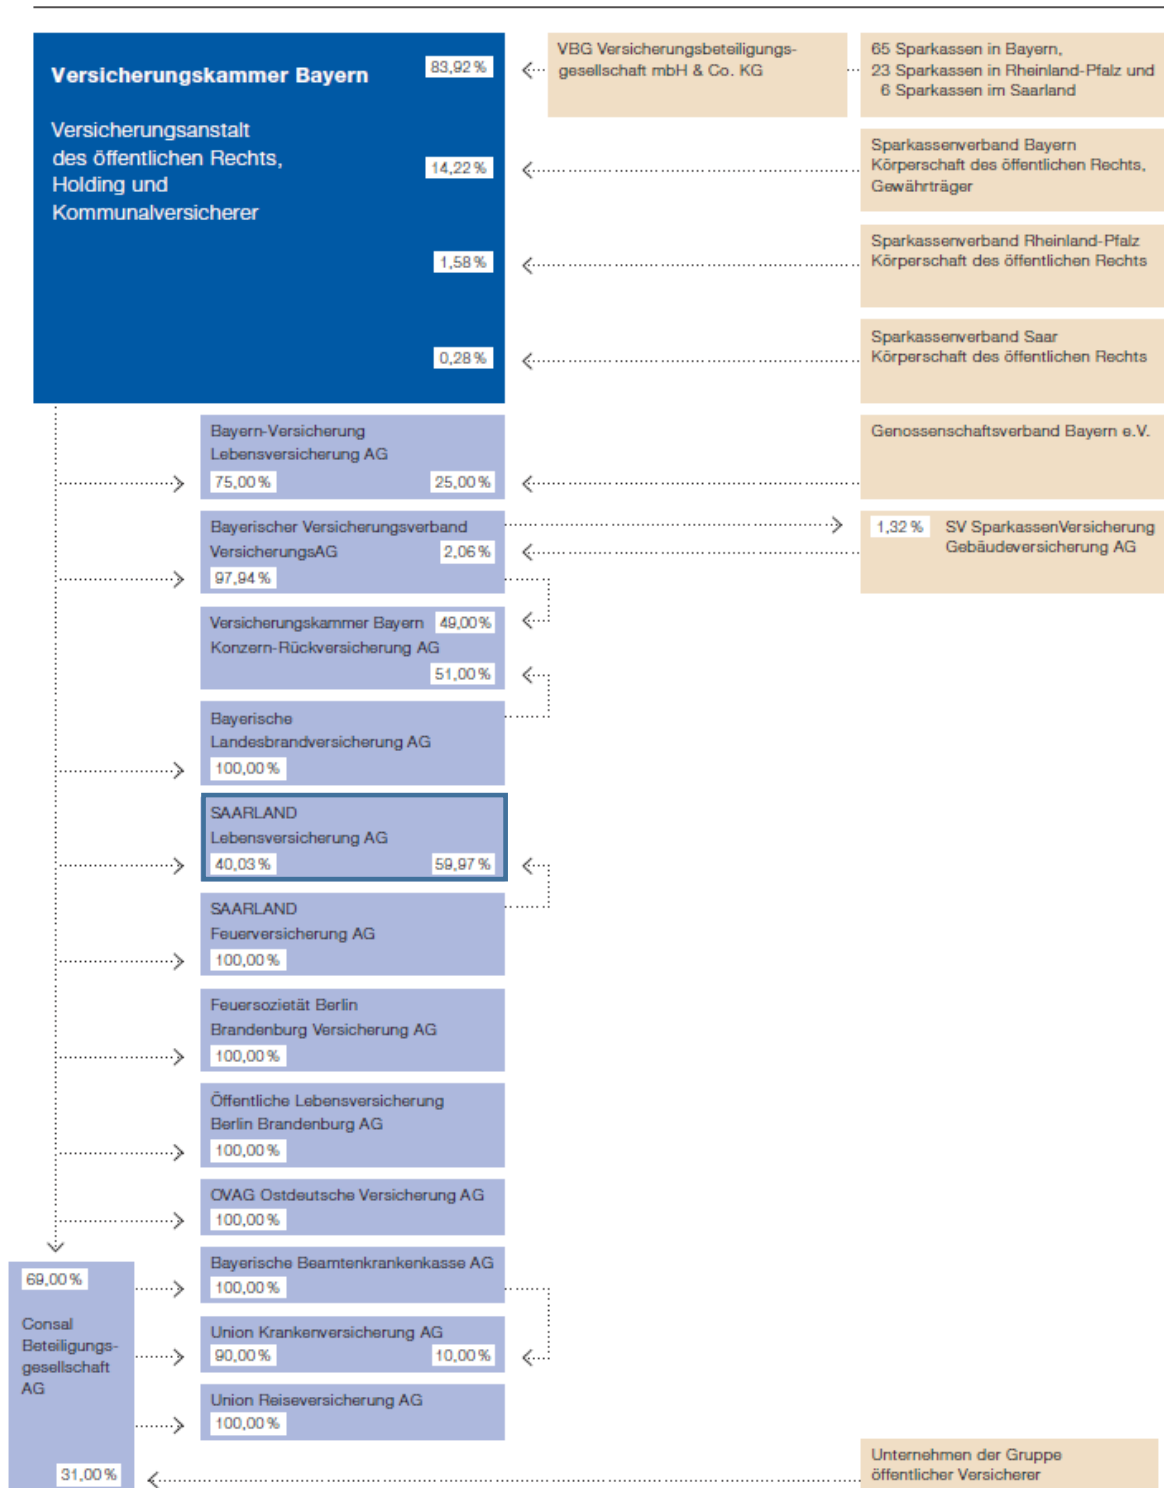 Versicherungskammer Bayern
83,92 %
VBG Versicherungsbeteiligungs-
gesellschaft mbH & Co. KG
65 Sparkassen in Bayern,
23 Sparkassen in Rheinland-Pfalz und
6 Sparkassen im Saarland
Versicherungsanstalt
des öffentlichen Rechts,
Holding und
Kommunalversicherer
14,22 %
Sparkassenverband Bayern
Körperschaft des öffentlichen Rechts,
Gewährträger
1,58 %
Sparkassenverband Rheinland-Pfalz
Körperschaft des öffentlichen Rechts
0,28 %
Sparkassenverband Saar
Körperschaft des öffentlichen Rechts
Bayern-Versicherung
Lebensversicherung AG
75,00 % 25,00 %
Genossenschaftsverband Bayern e.V.
Bayerischer Versicherungsverband
VersicherungsAG 2,06 %
97,94 %
1,32 % SV SparkassenVersicherung
Gebäudeversicherung AG
Versicherungskammer Bayern 49,00 %
Konzern-Rückversicherung AG
51,00 %
Bayerische
Landesbrandversicherung AG
100,00 %
SAARLAND
Lebensversicherung AG
40,03 % 59,97 %
SAARLAND
Feuerversicherung AG
100,00 %
Feuersozietät Berlin
Brandenburg Versicherung AG
100,00 %
Öffentliche Lebensversicherung
Berlin Brandenburg AG
100,00 %
OVAG Ostdeutsche Versicherung AG
100,00 %
69,00 %
Consal
Beteiligungs-
gesellschaft
AG
31,00 %
Bayerische Beamtenkrankenkasse AG
100,00 %
Union Krankenversicherung AG
90,00 % 10,00 %
Union Reiseversicherung AG
100,00 %
Unternehmen der Gruppe
öffentlicher Versicherer